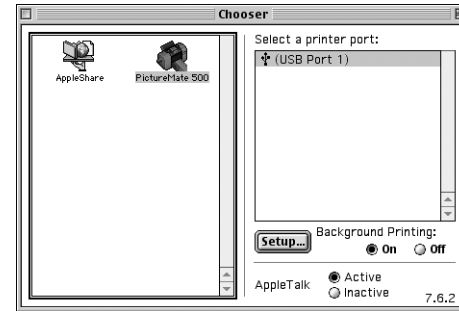 Chooser
AppleShare
PictureMate 500
Select a printer port:
(USB Port 1)
Setup...
Background Printing:
On
Off
AppleTalk
Active
Inactive
7.6.2